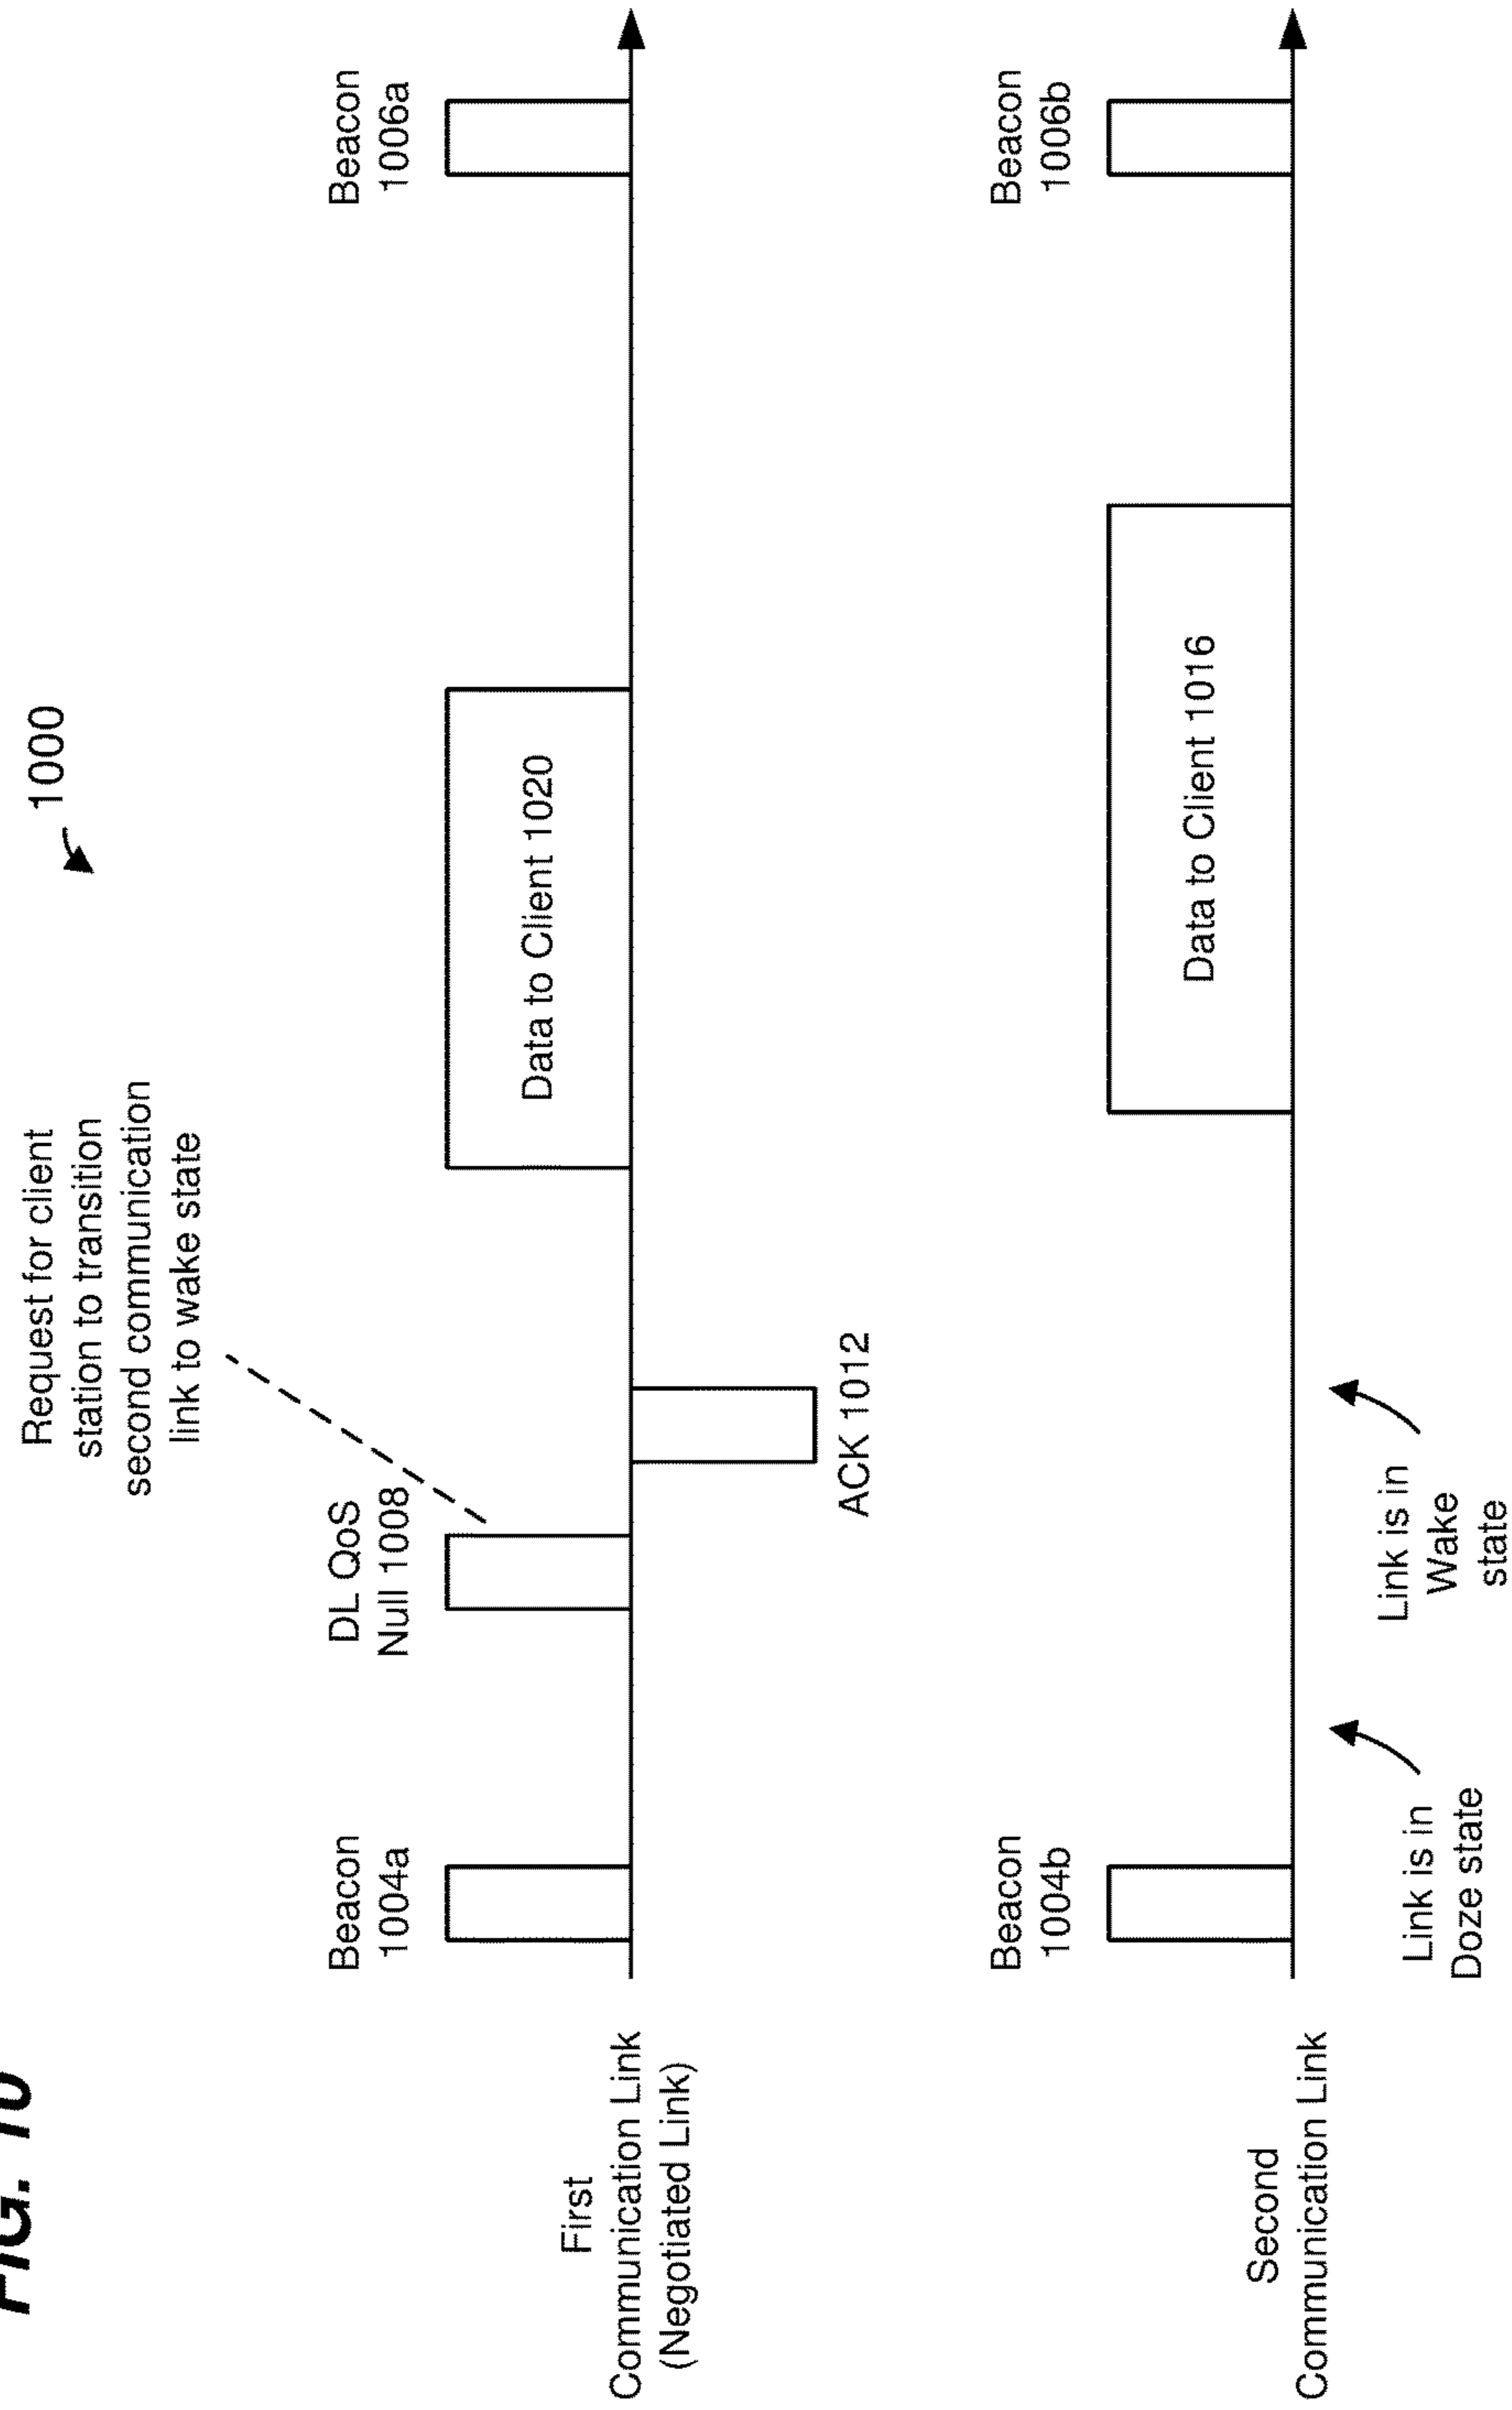 FIG. 10
1000
Request for client
station to transition
second communication
link to wake state
Beacon
1004a
DL QoS
Null 1008
Beacon
1006a
Data to Client 1020
First
Communication Link
(Negotiated Link)
ACK 1012
Beacon
1004b
Beacon
1006b
Data to Client 1016
Second
Communication Link
Link is in
Doze state
Link is in
Wake
state